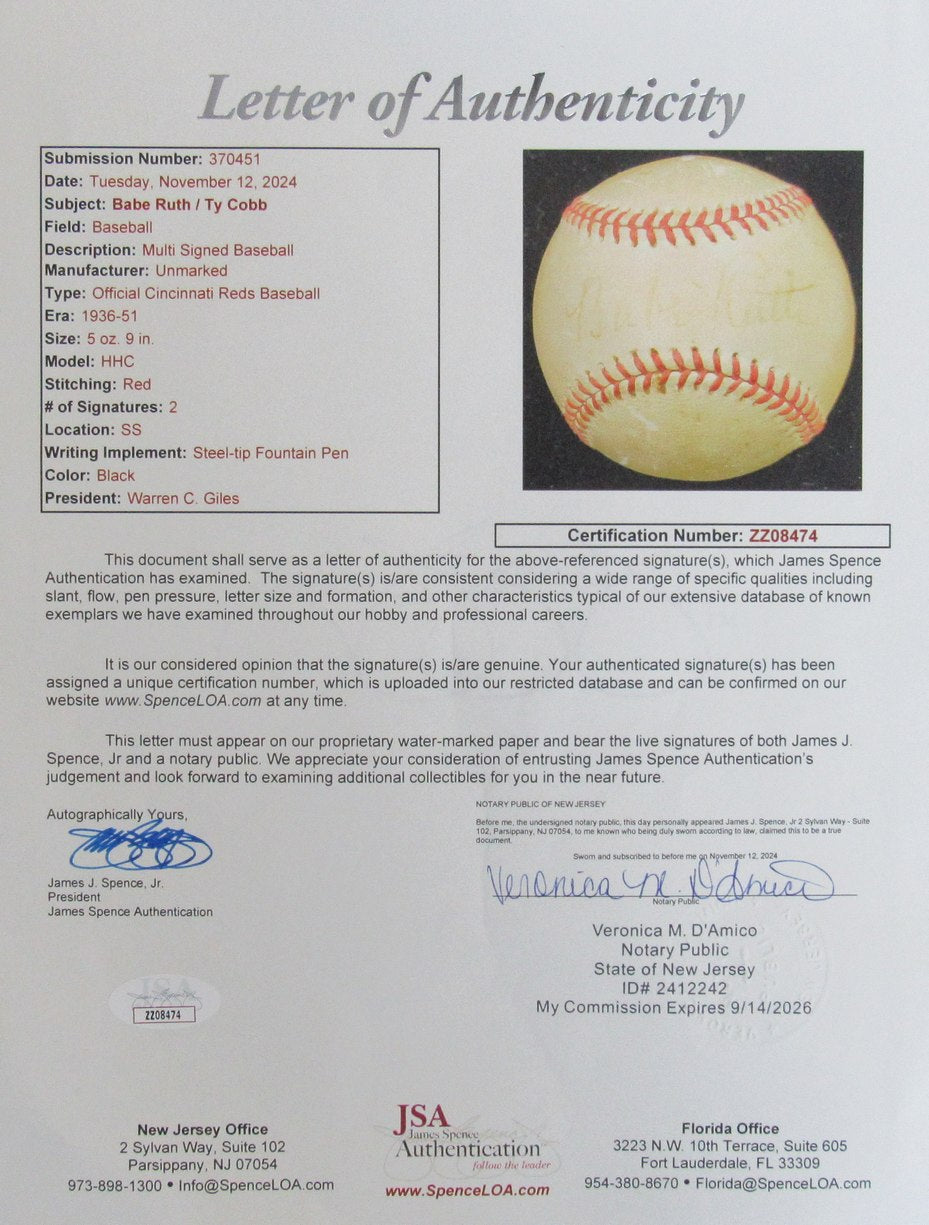 Letter of Authenticity
Submission Number: 370451
Date: Tuesday, November 12, 2024
Subject: Babe Ruth / Ty Cobb
Field: Baseball
Description: Multi Signed Baseball
Manufacturer: Unmarked
Type: Official Cincinnati Reds Baseball
Era: 1936-51
Size: 5 oz. 9 in.
Model: HHC
Stitching: Red
# of Signatures: 2
Location: SS
Writing Implement: Steel-tip Fountain Pen
Color: Black
President: Warren C. Giles
Babe Ruth
Certification Number: ZZ08474
This document shall serve as a letter of authenticity for the above-referenced signature(s), which James Spence
Authentication has examined. The signature(s) is/are consistent considering a wide range of specific qualities including
slant, flow, pen pressure, letter size and formation, and other characteristics typical of our extensive database of known
exemplars we have examined throughout our hobby and professional careers.
It is our considered opinion that the signature(s) is/are genuine. Your authenticated signature(s) has been
assigned a unique certification number, which is uploaded into our restricted database and can be confirmed on our
website www.SpenceLOA.com at any time.
This letter must appear on our proprietary water-marked paper and bear the live signatures of both James J.
Spence, Jr and a notary public. We appreciate your consideration of entrusting James Spence Authentication's
judgement and look forward to examining additional collectibles for you in the near future.
Autographically Yours,
James J. Spence, Jr.
President
James Spence Authentication
NOTARY PUBLIC OF NEW JERSEY
Before me, the undersigned notary public, this day personally appeared James J. Spence, Jr 2 Sylvan Way - Suite
102, Parsippany, NJ 07054, to me known who being duly sworn according to law, claimed this to be a true
document.
Sworn and subscribed to before me on November 12, 2024
Veronica M. D'Amico
Notary Public
Veronica M. D'Amico
Notary Public
State of New Jersey
ID# 2412242
My Commission Expires 9/14/2026
JSA
ZZ08474
New Jersey Office
2 Sylvan Way, Suite 102
Parsippany, NJ 07054
973-898-1300 • Info@SpenceLOA.com
JSA
James Spence
Authentication
follow the leader
www.SpenceLOA.com
Florida Office
3223 N.W. 10th Terrace, Suite 605
Fort Lauderdale, FL 33309
954-380-8670 • Florida@SpenceLOA.com